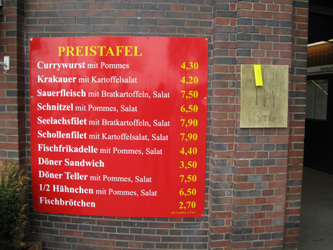 PREISTAFEL
Currywurst mit Pommes 4,30
Krakauer mit Kartoffelsalat 4,20
Sauerfleisch mit Bratkartoffeln, Salat 7,50
Schnitzel mit Pommes, Salat 6,50
Seelachsfilet mit Bratkartoffeln, Salat 7,90
Schollenfilet mit Kartoffelsalat, Salat 7,90
Fischfrikadelle mit Pommes, Salat 4,40
Döner Sandwich 3,50
Döner Teller mit Pommes, Salat 7,50
1/2 Hähnchen mit Pommes, Salat 6,50
Fischbrötchen 2,70